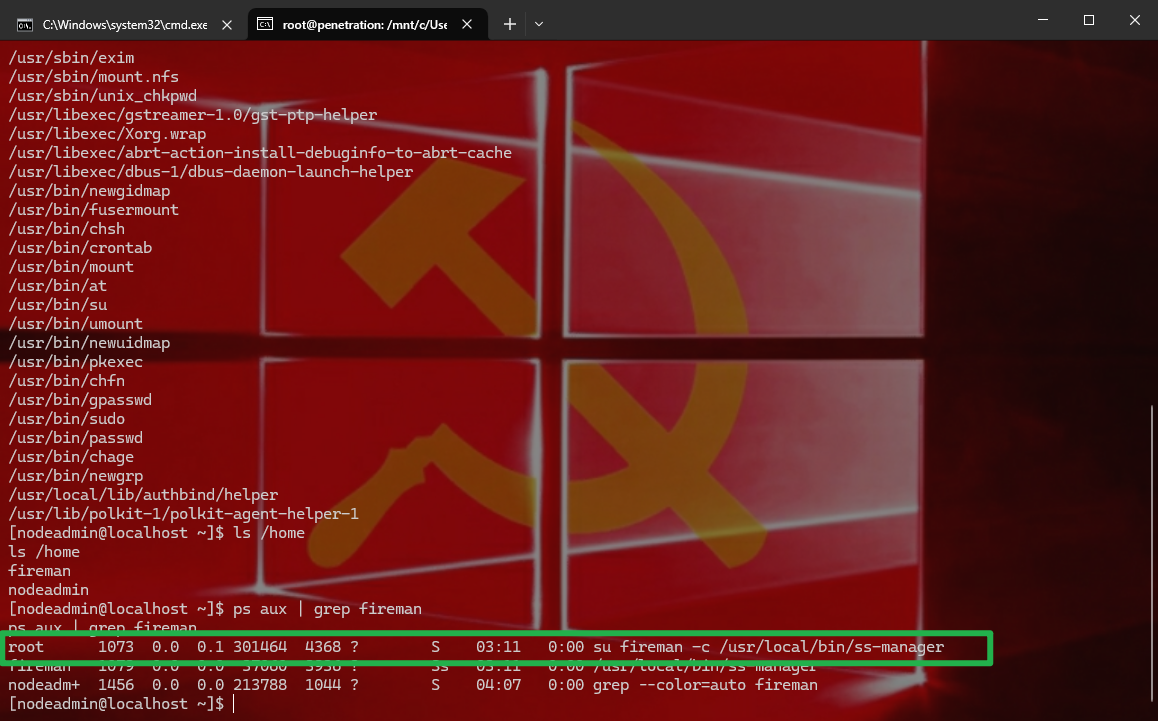 C:\Windows\system32\cmd.exe
root@penetration: /mnt/c/Use
/usr/sbin/exim
/usr/sbin/mount.nfs
/usr/sbin/unix_chkpwd
/usr/libexec/gstreamer-1.0/gst-ptp-helper
/usr/libexec/Xorg.wrap
/usr/libexec/abrt-action-install-debuginfo-to-abrt-cache
/usr/libexec/dbus-1/dbus-daemon-launch-helper
/usr/bin/newgidmap
/usr/bin/fusermount
/usr/bin/chsh
/usr/bin/crontab
/usr/bin/mount
/usr/bin/at
/usr/bin/su
/usr/bin/umount
/usr/bin/newuidmap
/usr/bin/pkexec
/usr/bin/chfn
/usr/bin/gpasswd
/usr/bin/sudo
/usr/bin/passwd
/usr/bin/chage
/usr/bin/newgrp
/usr/local/lib/authbind/helper
/usr/lib/polkit-1/polkit-agent-helper-1
[nodeadmin@localhost ~]$ ls /home
ls /home
fireman
nodeadmin
[nodeadmin@localhost ~]$ ps aux | grep fireman
ps aux | grep fireman
root      1073  0.0  0.1 301464  4368 ?        S    03:11   0:00 su fireman -c /usr/local/bin/ss-manager
fireman   1079  0.0  0.0  37060  3936 ?        Ss   03:11   0:00 /usr/local/bin/ss-manager
nodeadm+  1456  0.0  0.0 213788  1044 ?        S    04:07   0:00 grep --color=auto fireman
[nodeadmin@localhost ~]$